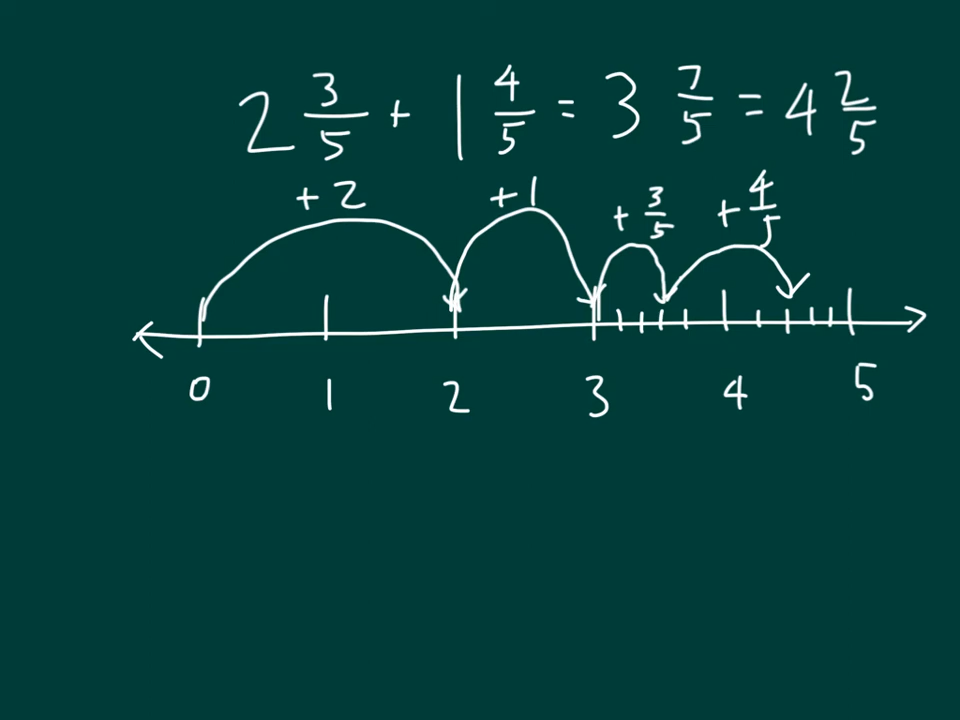 2 3/5 + 1 4/5 = 3 7/5 = 4 2/5
+2 +1 + 3/5 + 4/5
0 1 2 3 4 5